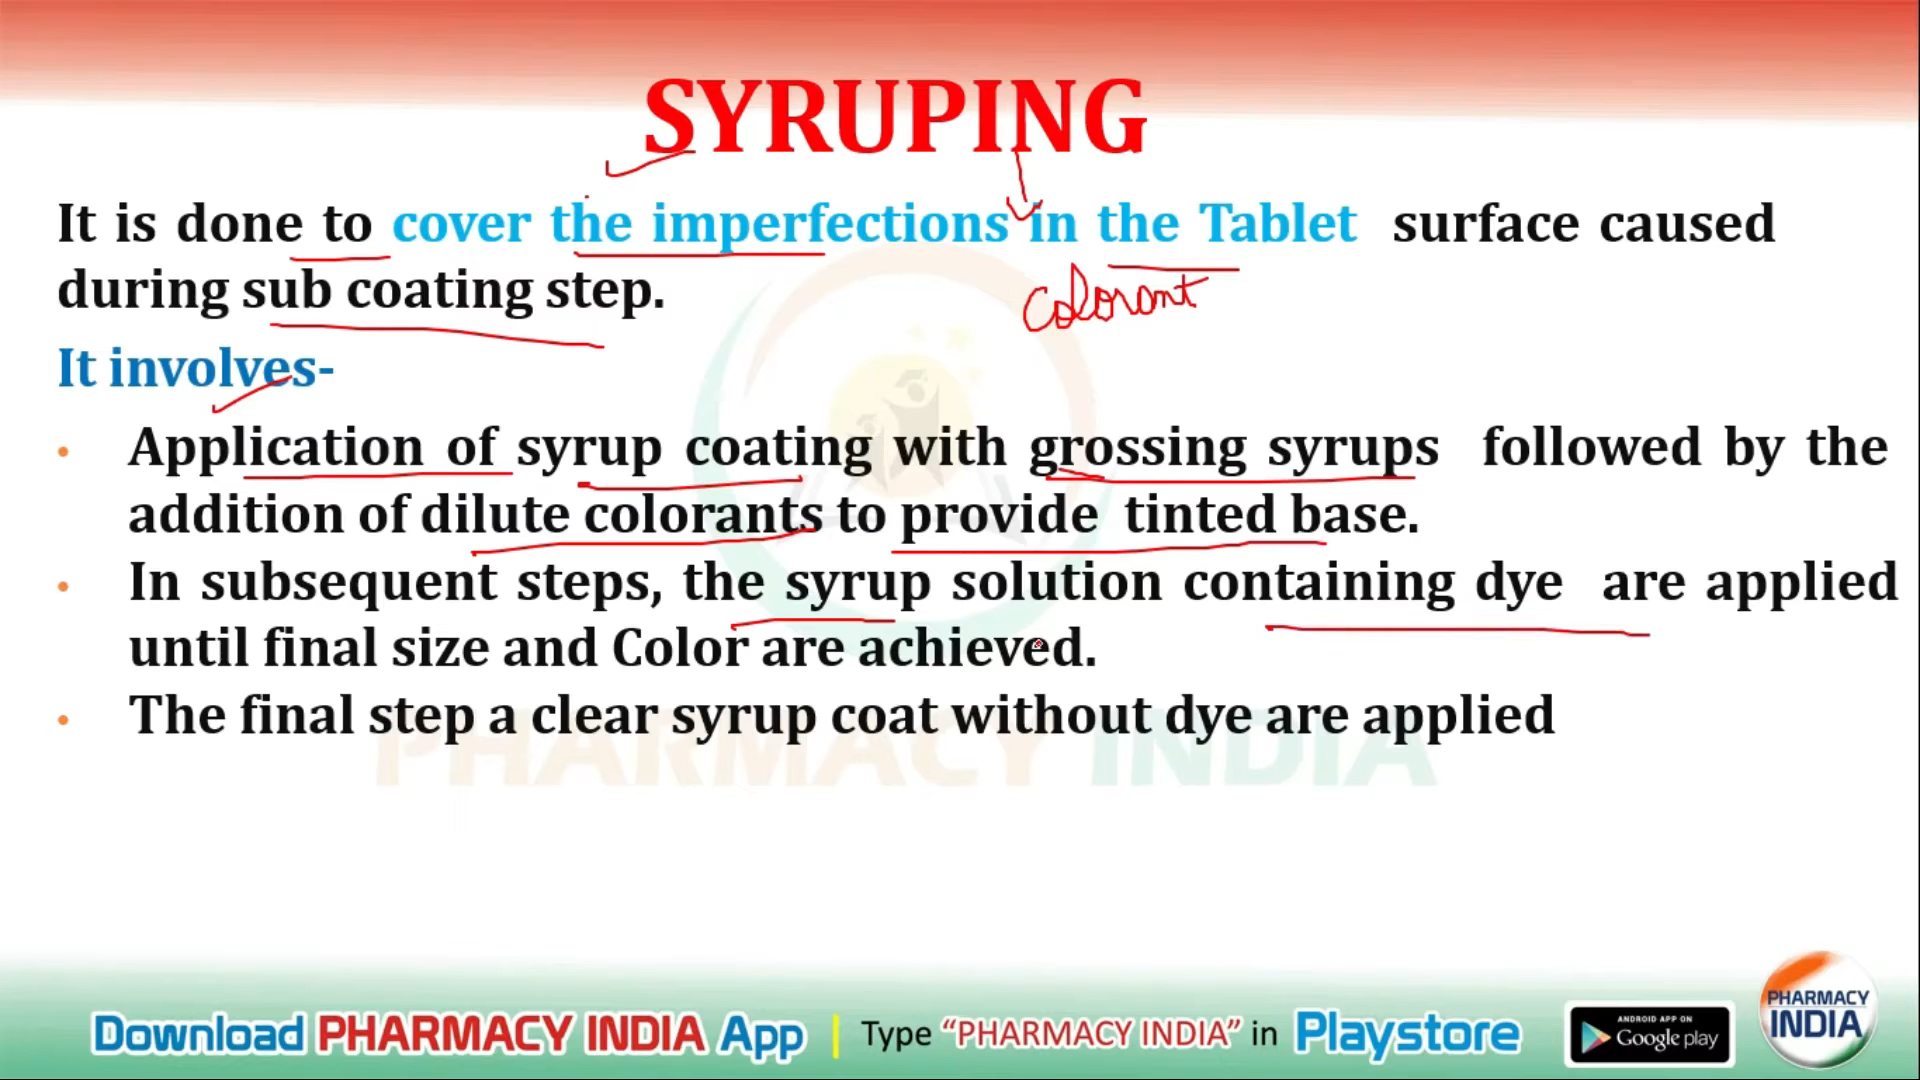 SYRUPING
It is done to cover the imperfections in the Tablet surface caused
during sub coating step.
colorant
It involves-
• Application of syrup coating with grossing syrups followed by the
addition of dilute colorants to provide tinted base.
• In subsequent steps, the syrup solution containing dye are applied
until final size and Color are achieved.
• The final step a clear syrup coat without dye are applied
PHARMACY INDIA
Download PHARMACY INDIA App | Type “PHARMACY INDIA” in Playstore
ANDROID APP ON
Google play
PHARMACY
INDIA